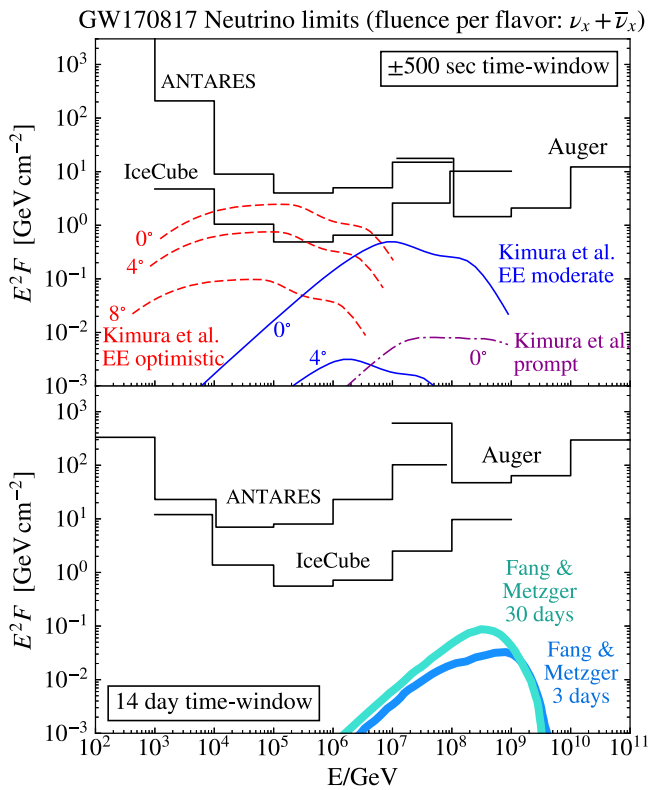 GW170817 Neutrino limits (fluence per flavor: νₓ + ν̅ₓ)
±500 sec time-window
ANTARES
Auger
IceCube
0°
4°
8°
Kimura et al.
EE optimistic
Kimura et al.
EE moderate
0°
4°
Kimura et al
prompt
0°
10³
10²
10¹
10⁰
10⁻¹
10⁻²
10⁻³
E²F [GeV cm⁻²]
Auger
ANTARES
IceCube
Fang &
Metzger
30 days
Fang &
Metzger
3 days
14 day time-window
10³
10²
10¹
10⁰
10⁻¹
10⁻²
10⁻³
E²F [GeV cm⁻²]
10² 10³ 10⁴ 10⁵ 10⁶ 10⁷ 10⁸ 10⁹ 10¹⁰ 10¹¹
E/GeV